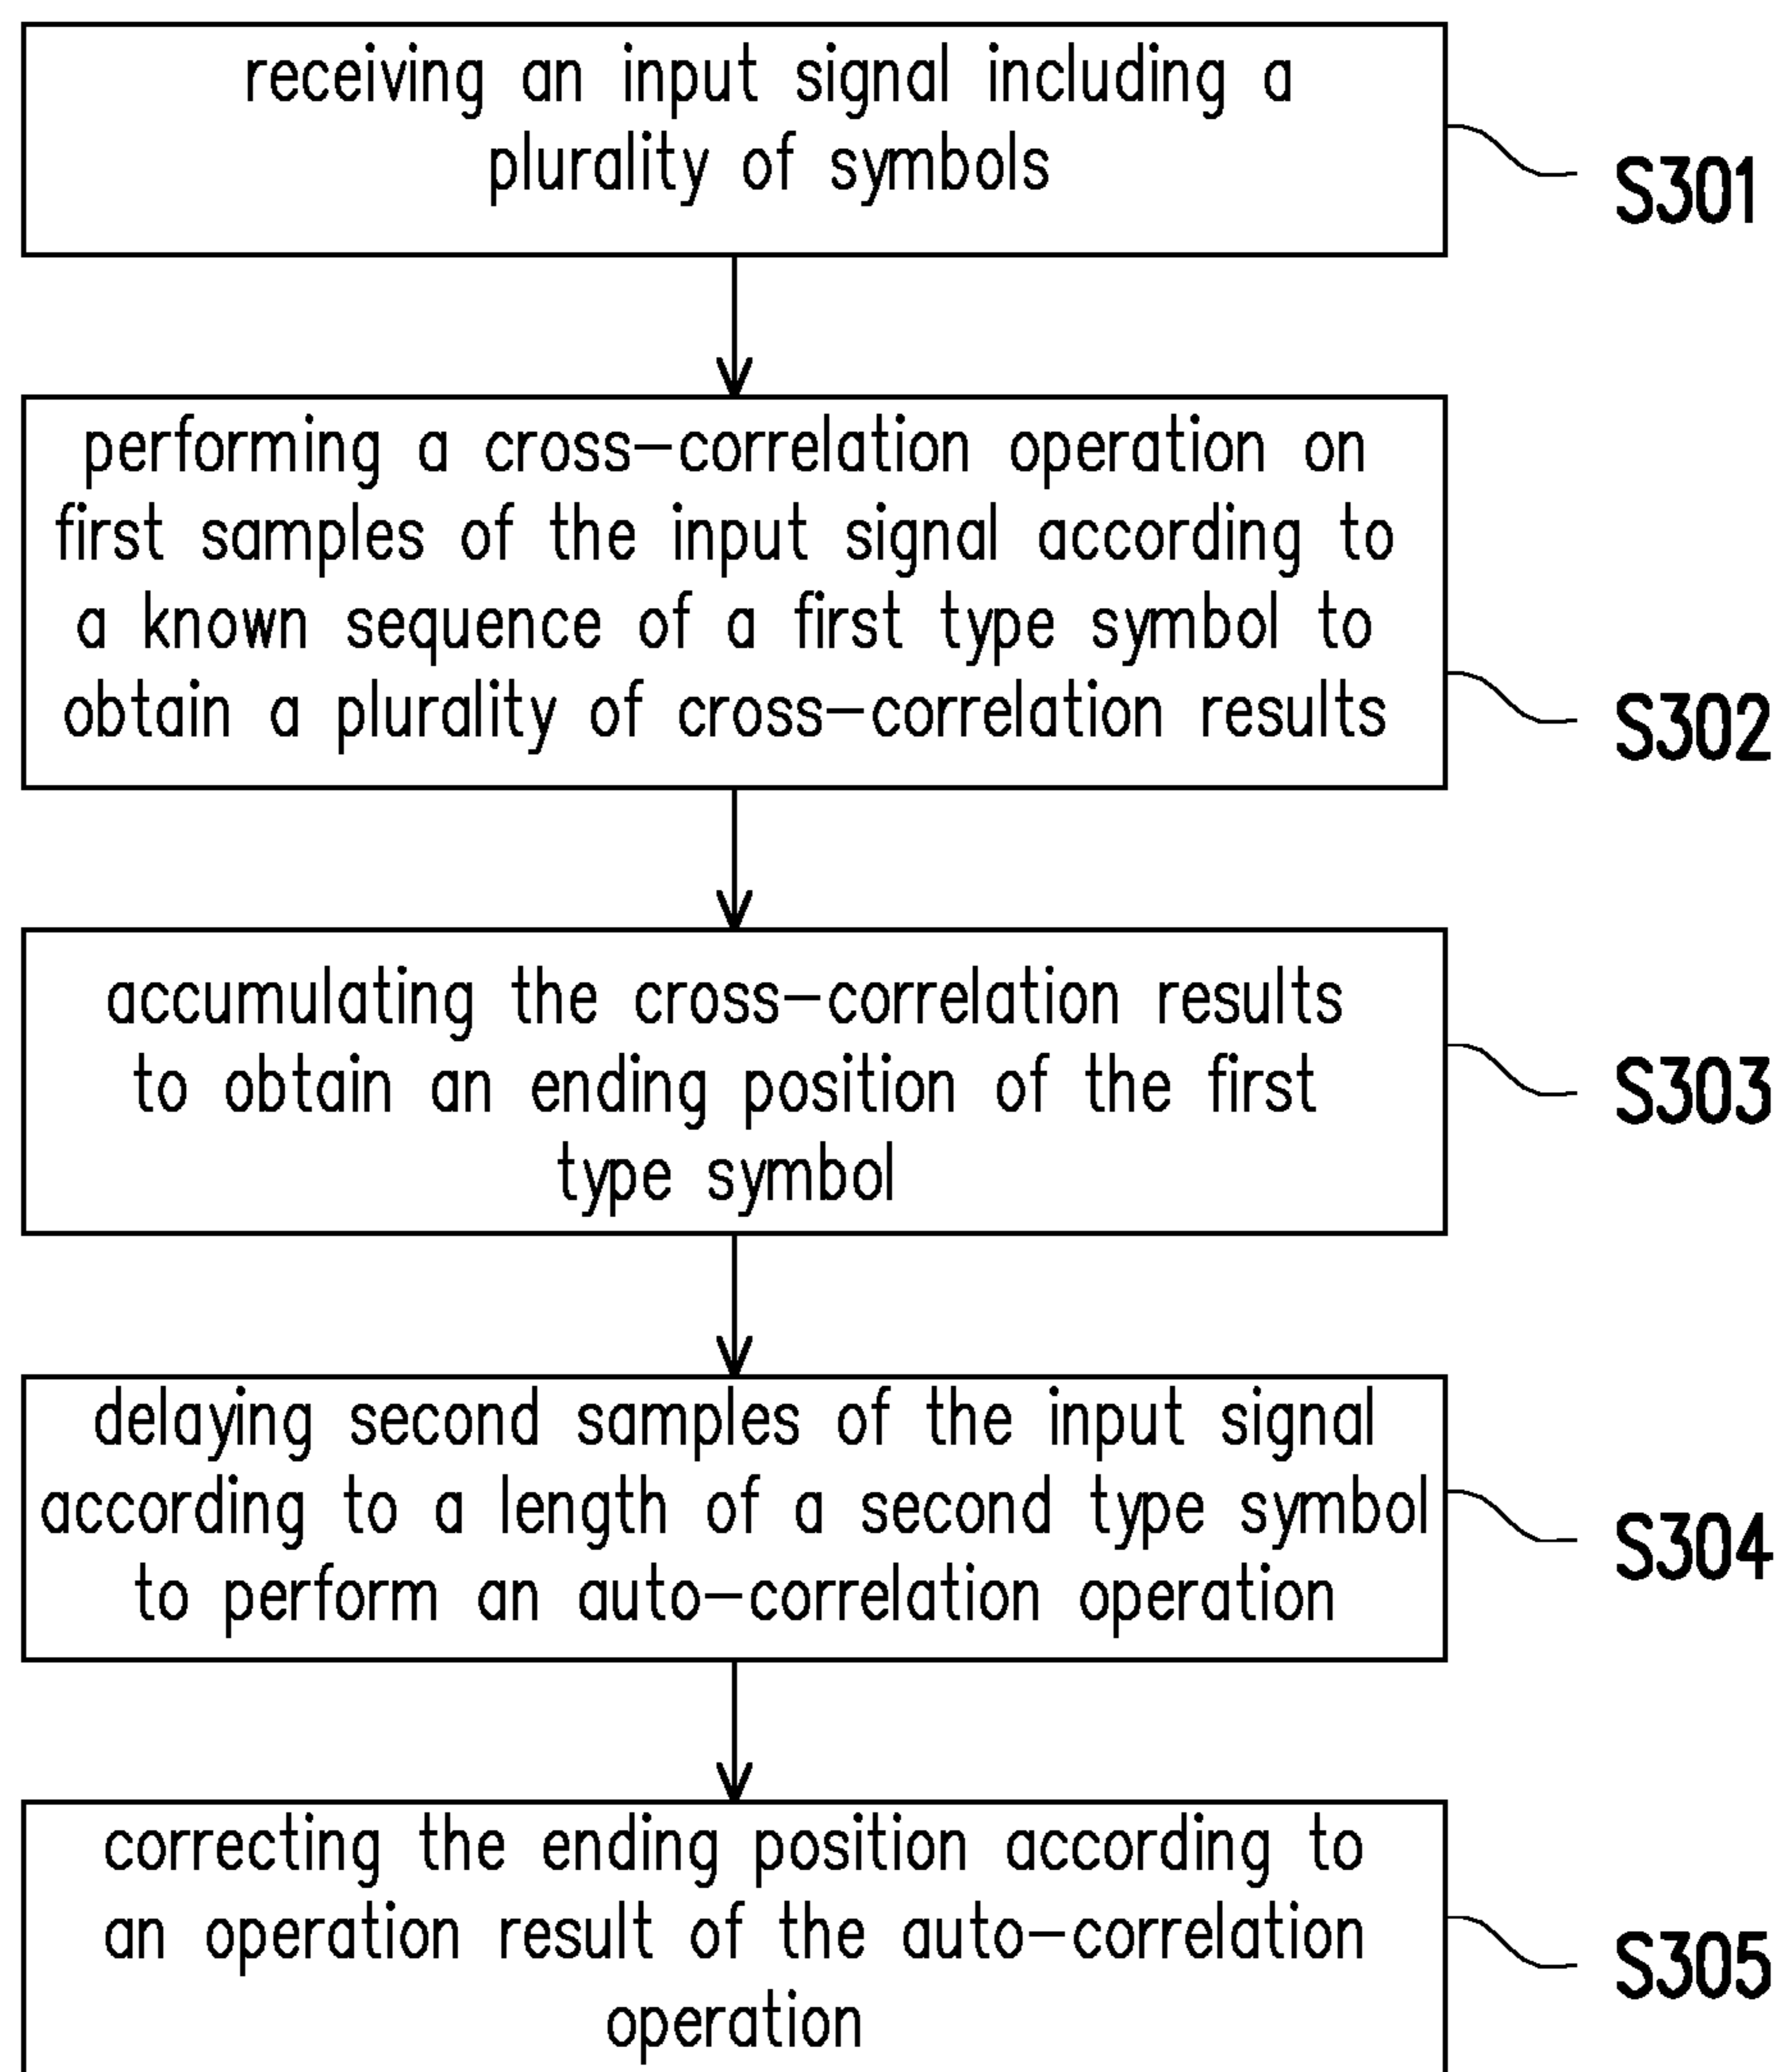 receiving an input signal including a
plurality of symbols
S301
performing a cross-correlation operation on
first samples of the input signal according to
a known sequence of a first type symbol to
obtain a plurality of cross-correlation results
S302
accumulating the cross-correlation results
to obtain an ending position of the first
type symbol
S303
delaying second samples of the input signal
according to a length of a second type symbol
to perform an auto-correlation operation
S304
correcting the ending position according to
an operation result of the auto-correlation
operation
S305